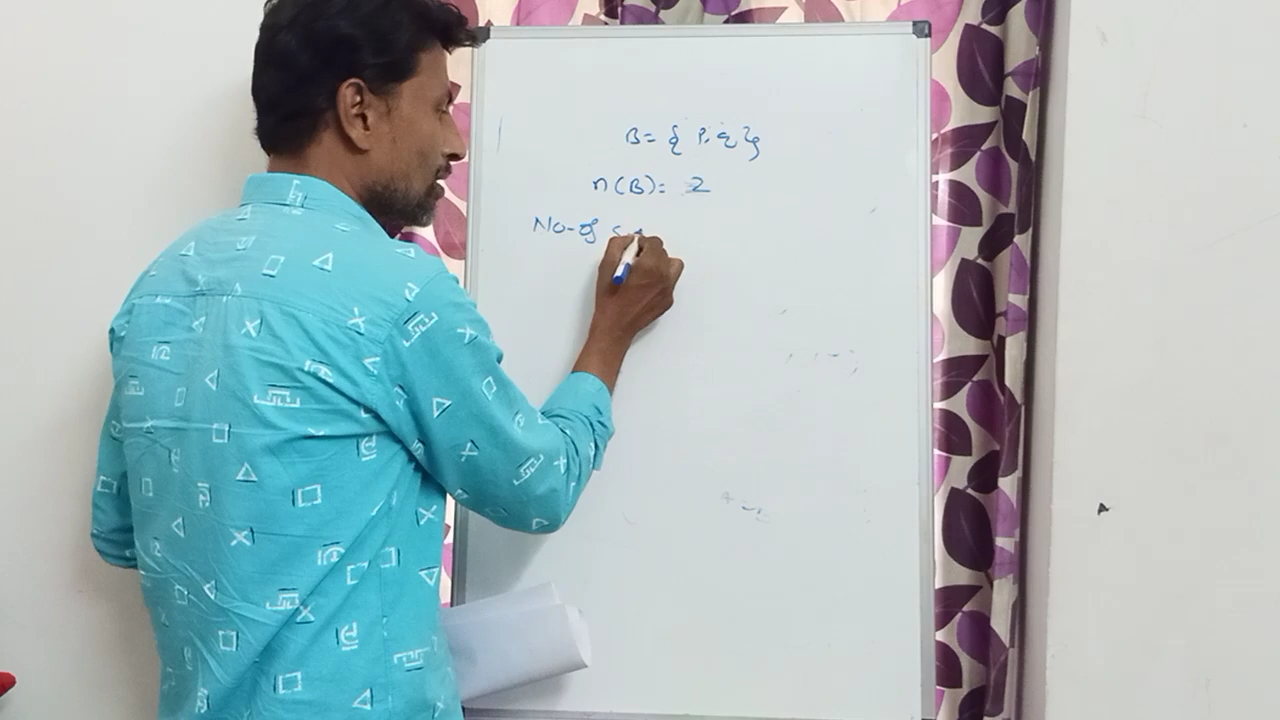 B = { P, q }
n(B) = 2
No-of